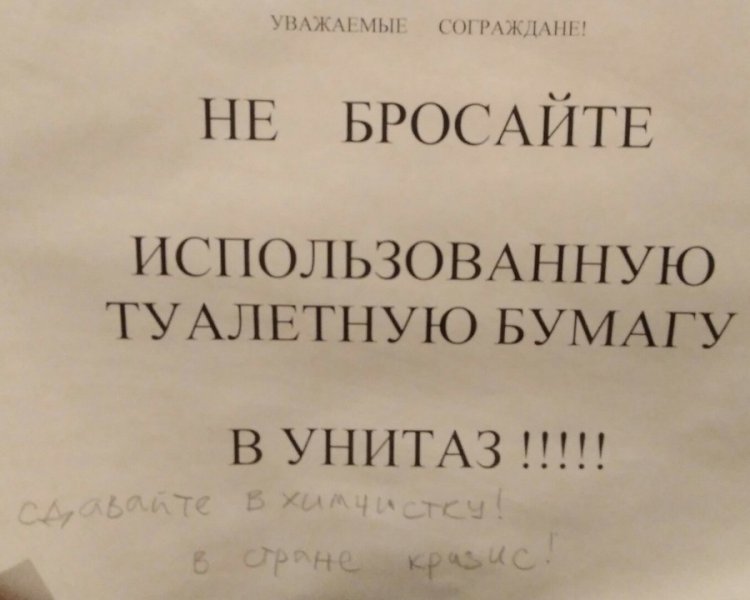 УВАЖАЕМЫЕ СОГРАЖДАНЕ!
НЕ БРОСАЙТЕ
ИСПОЛЬЗОВАННУЮ
ТУАЛЕТНУЮ БУМАГУ
В УНИТАЗ !!!!!
сдавайте в химчистку!
в стране кризис!